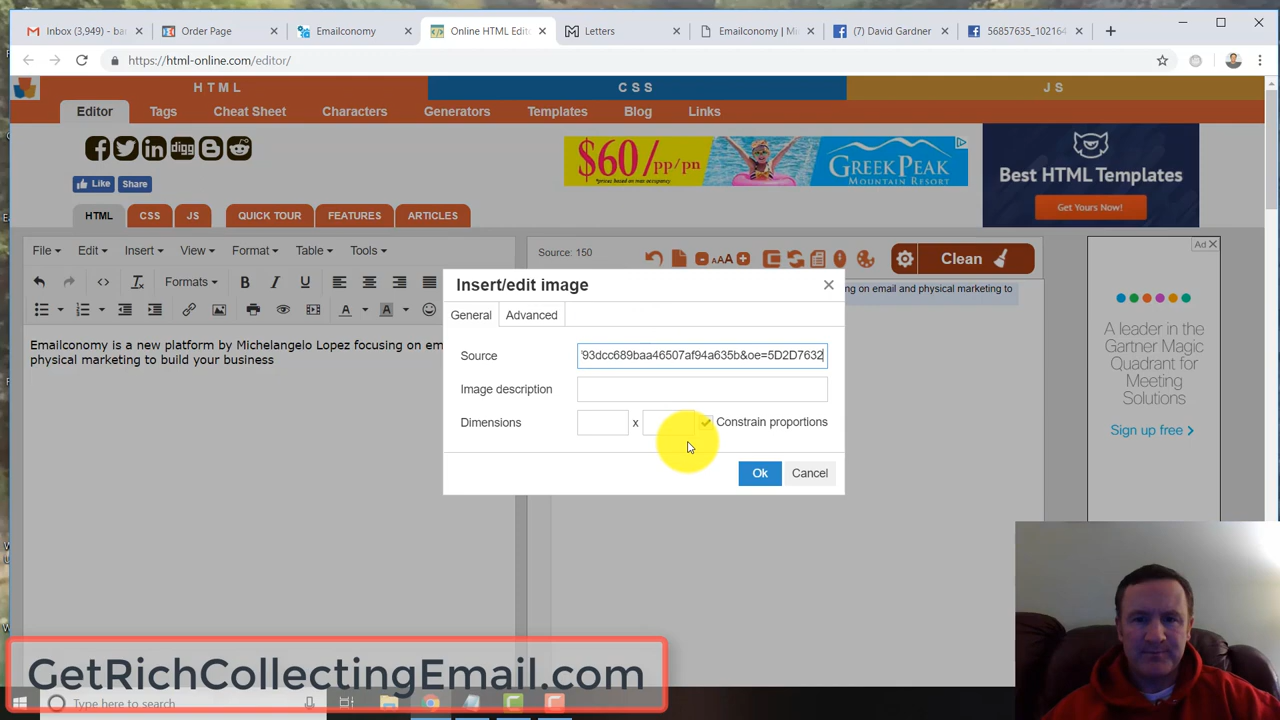 Inbox (3,949) - ba
Order Page
Emailconomy
Online HTML Edit
Letters
Emailconomy | M
(7) David Gardner
56857635_102164
https://html-online.com/editor/
HTML
CSS
JS
Editor
Tags
Cheat Sheet
Characters
Generators
Templates
Blog
Links
digg
Like
Share
$60/pp/pn
GREEK PEAK
MOUNTAIN RESORT
Best HTML Templates
Get Yours Now!
HTML
CSS
JS
QUICK TOUR
FEATURES
ARTICLES
File
Edit
Insert
View
Format
Table
Tools
Source: 150
Clean
Formats
B
I
U
A
A
AAA
Emailconomy is a new platform by Michelangelo Lopez focusing on em
physical marketing to build your business
ng on email and physical marketing to
Insert/edit image
General
Advanced
Source
93dcc689baa46507af94a635b&oe=5D2D7632
Image description
Dimensions
x
Constrain proportions
Ok
Cancel
Ad
A leader in the
Gartner Magic
Quadrant for
Meeting
Solutions
Sign up free
GetRichCollectingEmail.com
Type here to search